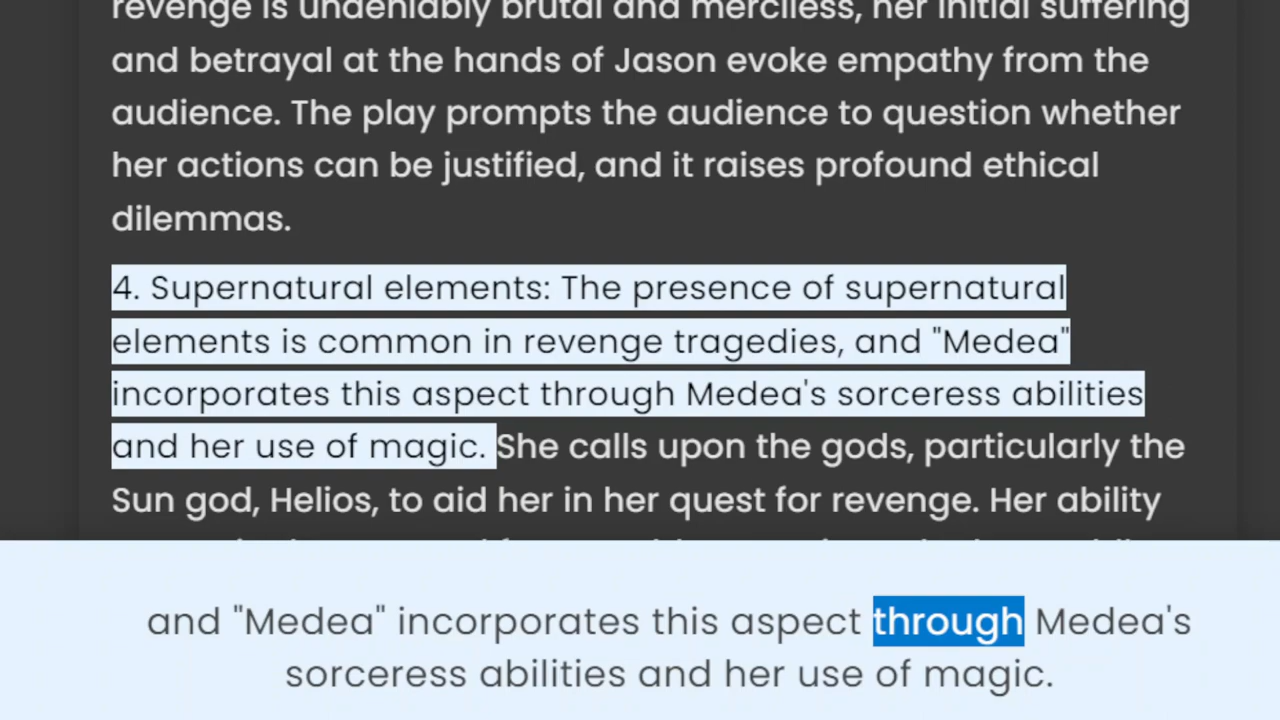 revenge is undeniably brutal and merciless, her initial suffering
and betrayal at the hands of Jason evoke empathy from the
audience. The play prompts the audience to question whether
her actions can be justified, and it raises profound ethical
dilemmas.
4. Supernatural elements: The presence of supernatural
elements is common in revenge tragedies, and "Medea"
incorporates this aspect through Medea's sorceress abilities
and her use of magic. She calls upon the gods, particularly the
Sun god, Helios, to aid her in her quest for revenge. Her ability
and "Medea" incorporates this aspect through Medea's
sorceress abilities and her use of magic.